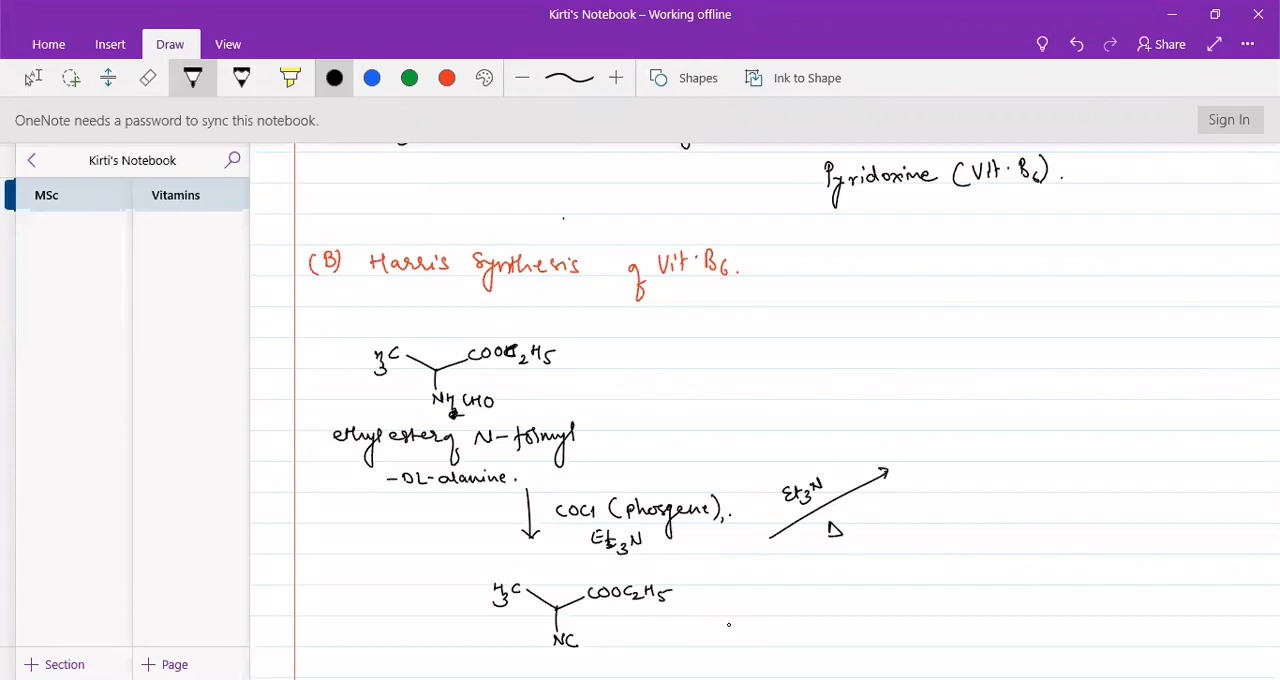 Kirti's Notebook – Working offline
Home Insert Draw View Share
Shapes Ink to Shape
OneNote needs a password to sync this notebook. Sign In
Kirti's Notebook
MSc Vitamins
Pyridoxine (Vit. B6).
(B) Harris Synthesis of Vit. B6.
H3C COOC2H5
NHCHO
ethyl ester of N-formyl
-DL-alanine.
COCl (phosgene),
Et3N
Et3N
Δ
H3C COOC2H5
NC
+ Section + Page